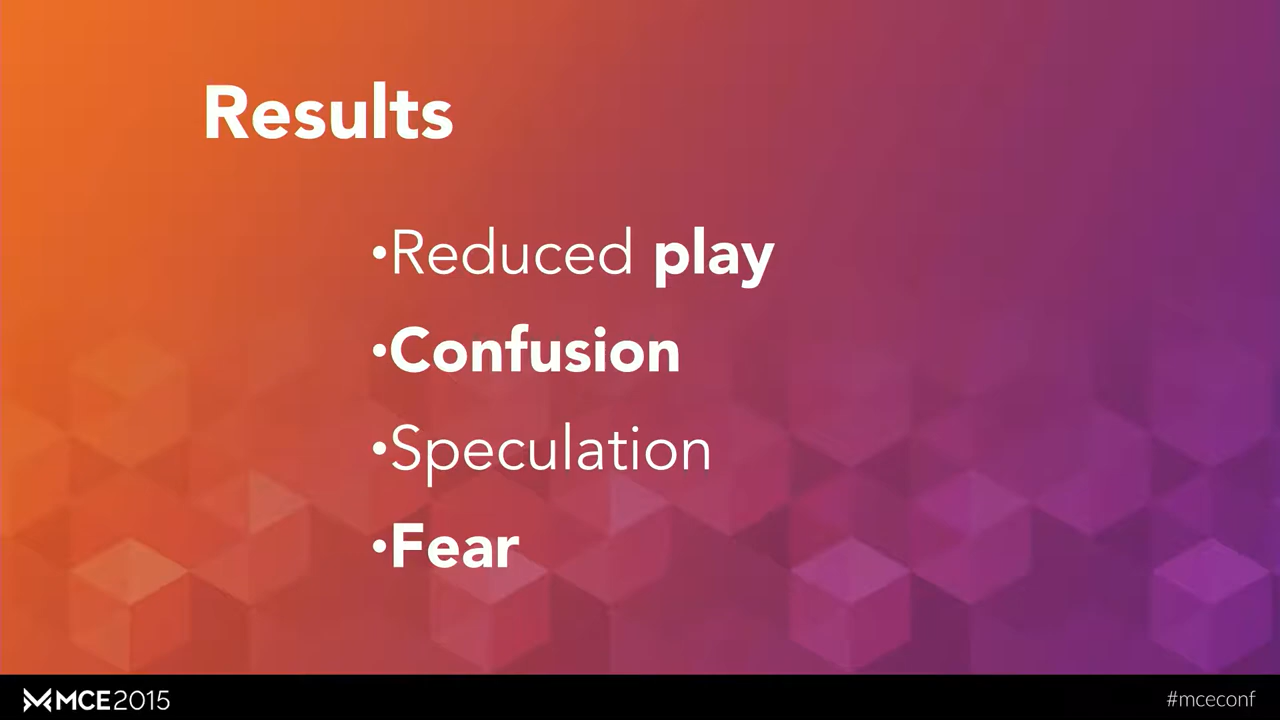 Results
•Reduced play
•Confusion
•Speculation
•Fear
MCE2015
#mceconf